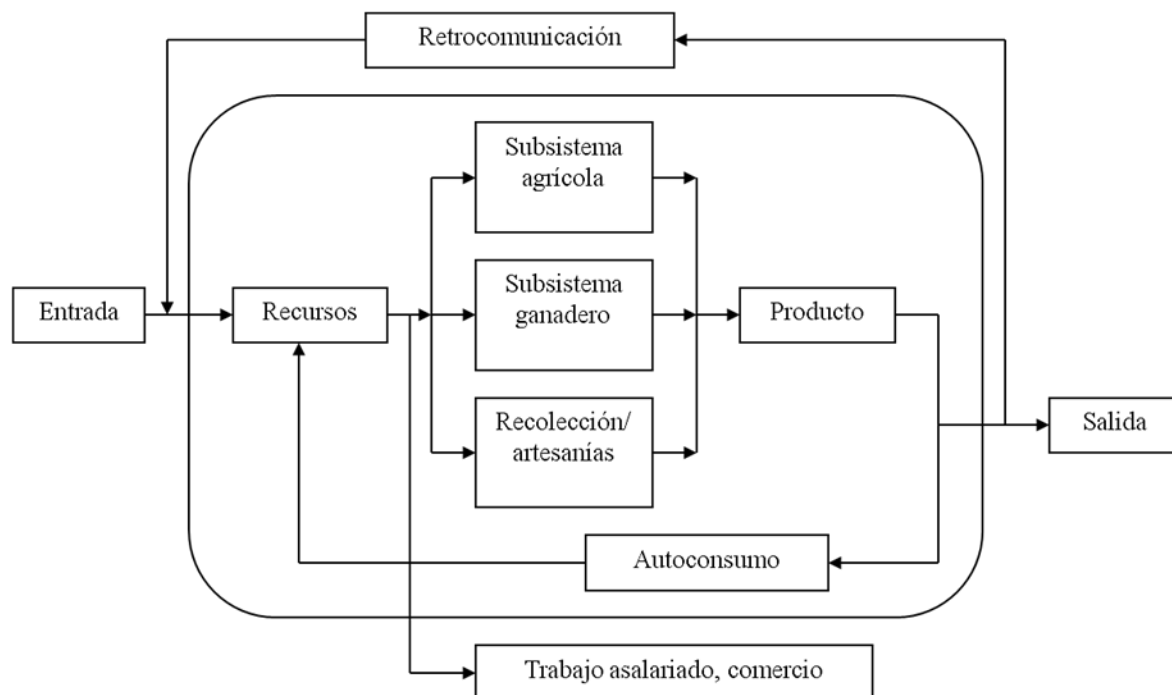 Retrocomunicación
Subsistema
agrícola
Entrada
Recursos
Subsistema
ganadero
Producto
Recolección/
artesanías
Salida
Autoconsumo
Trabajo asalariado, comercio